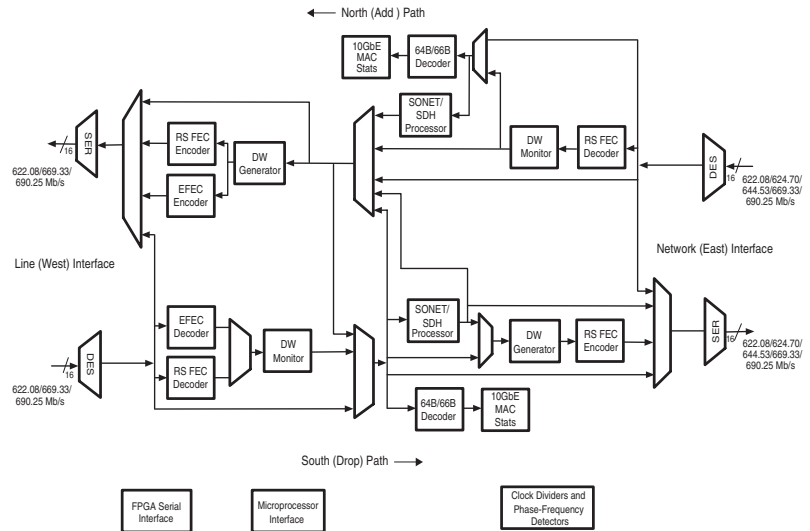 North (Add ) Path
10GbE
MAC
Stats
64B/66B
Decoder
SONET/
SDH
Processor
SER
16
622.08/669.33/
690.25 Mb/s
RS FEC
Encoder
EFEC
Encoder
DW
Generator
DW
Monitor
RS FEC
Decoder
DES
16
622.08/624.70/
644.53/669.33/
690.25 Mb/s
Line (West) Interface
Network (East) Interface
EFEC
Decoder
RS FEC
Decoder
DW
Monitor
SONET/
SDH
Processor
DW
Generator
RS FEC
Encoder
SER
16
622.08/624.70/
644.53/669.33/
690.25 Mb/s
DES
16
622.08/669.33/
690.25 Mb/s
64B/66B
Decoder
10GbE
MAC
Stats
South (Drop) Path
FPGA Serial
Interface
Microprocessor
Interface
Clock Dividers and
Phase-Frequency
Detectors